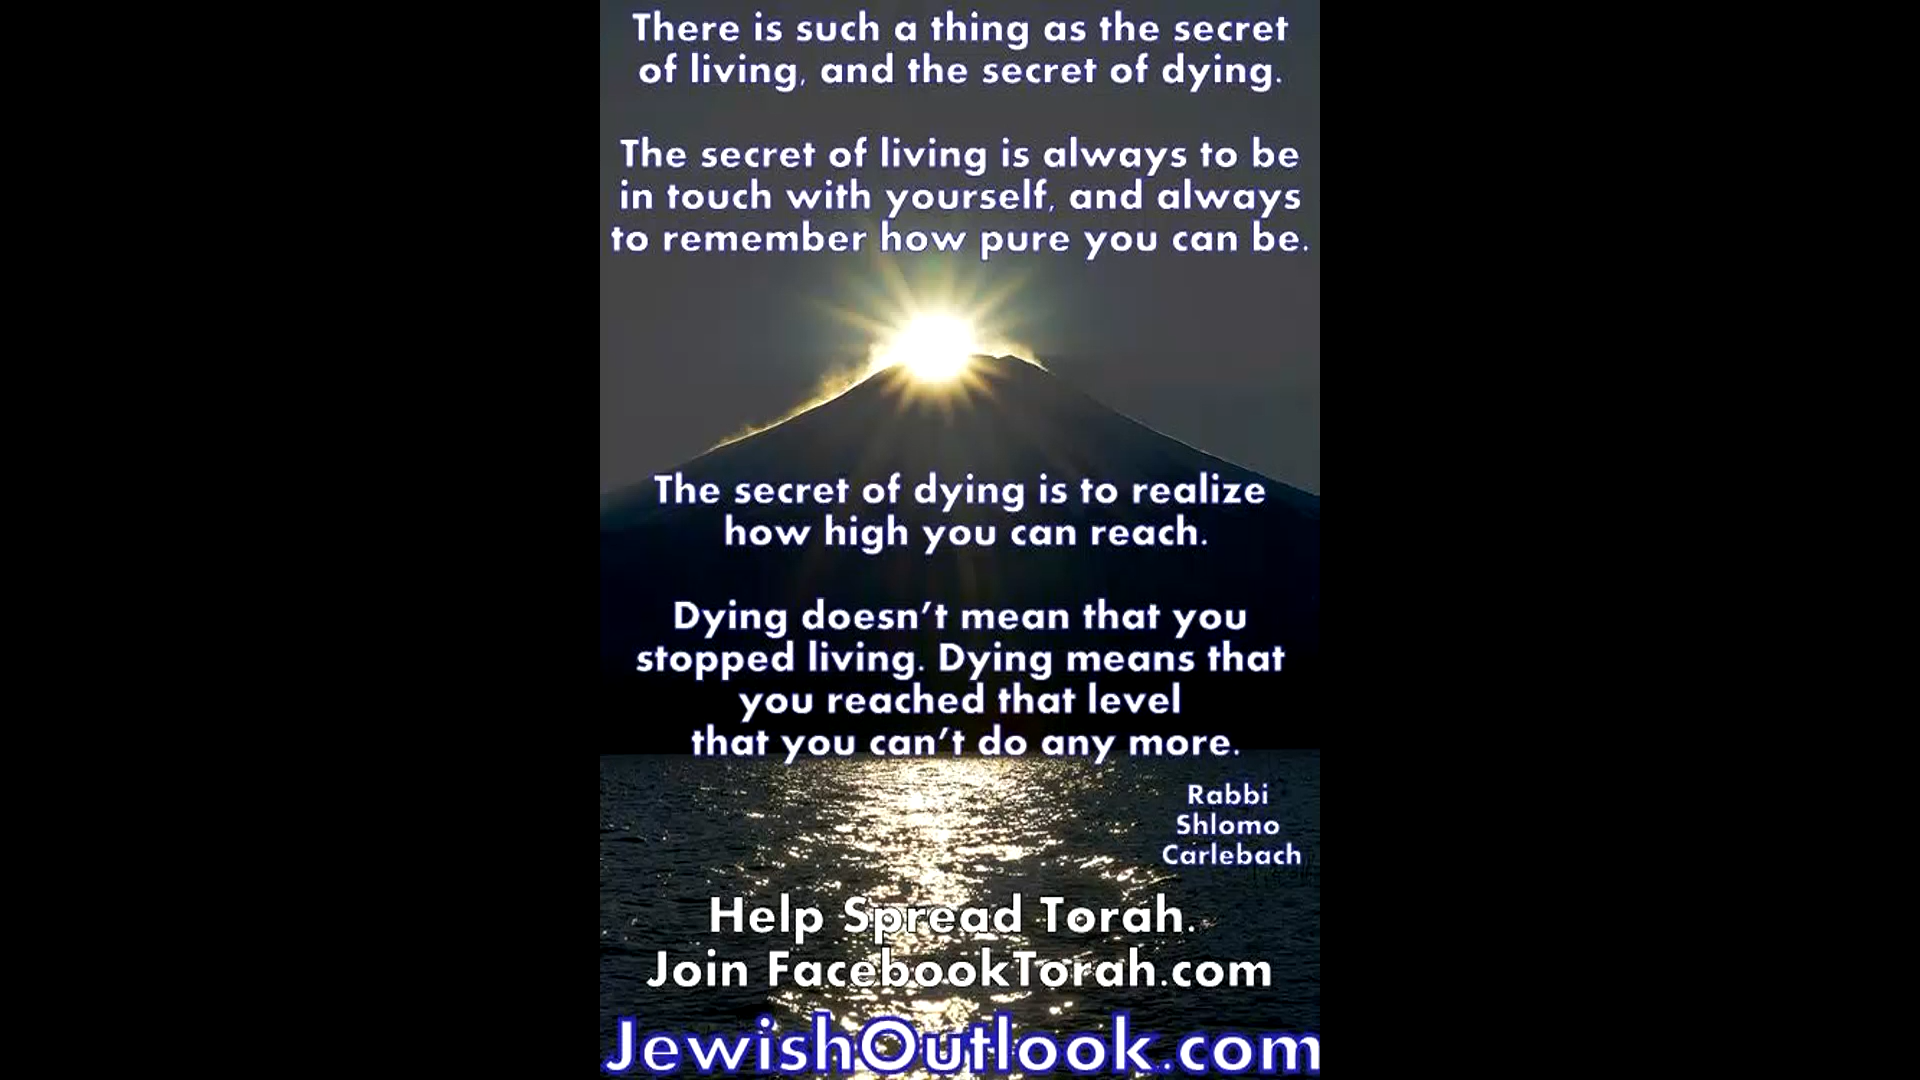 There is such a thing as the secret
of living, and the secret of dying.
The secret of living is always to be
in touch with yourself, and always
to remember how pure you can be.
The secret of dying is to realize
how high you can reach.
Dying doesn’t mean that you
stopped living. Dying means that
you reached that level
that you can’t do any more.
Rabbi
Shlomo
Carlebach
Help Spread Torah.
Join FacebookTorah.com
JewishOutlook.com